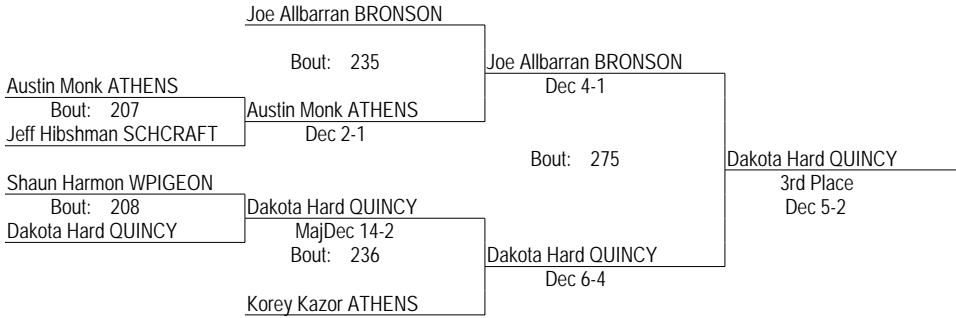 Joe Allbarran BRONSON
Bout: 235
Joe Allbarran BRONSON
Dec 4-1
Austin Monk ATHENS
Bout: 207
Jeff Hibshman SCHCRAFT
Austin Monk ATHENS
Dec 2-1
Bout: 275
Dakota Hard QUINCY
3rd Place
Dec 5-2
Shaun Harmon WPIGEON
Bout: 208
Dakota Hard QUINCY
Dakota Hard QUINCY
MajDec 14-2
Bout: 236
Dakota Hard QUINCY
Dec 6-4
Korey Kazor ATHENS